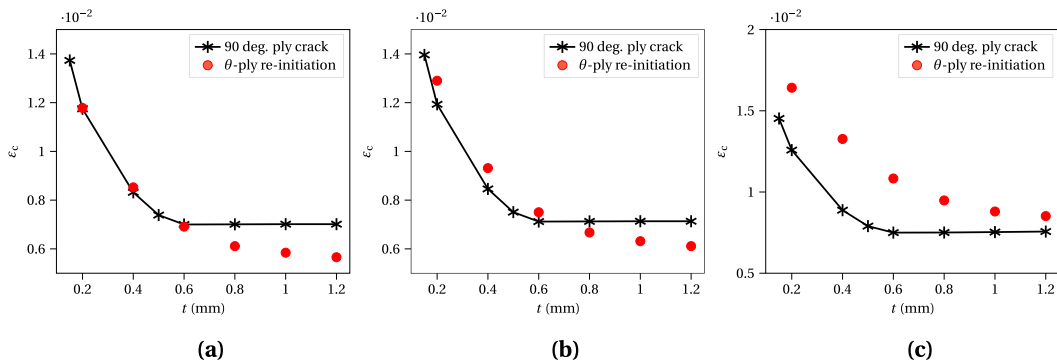 ·10⁻²
1.4
1.2
1
0.8
0.6
0.2 0.4 0.6 0.8 1 1.2
εc
t (mm)
90 deg. ply crack
θ-ply re-initiation
(a)
·10⁻²
1.4
1.2
1
0.8
0.6
0.2 0.4 0.6 0.8 1 1.2
εc
t (mm)
90 deg. ply crack
θ-ply re-initiation
(b)
·10⁻²
2
1.5
1
0.5
0.2 0.4 0.6 0.8 1 1.2
εc
t (mm)
90 deg. ply crack
θ-ply re-initiation
(c)